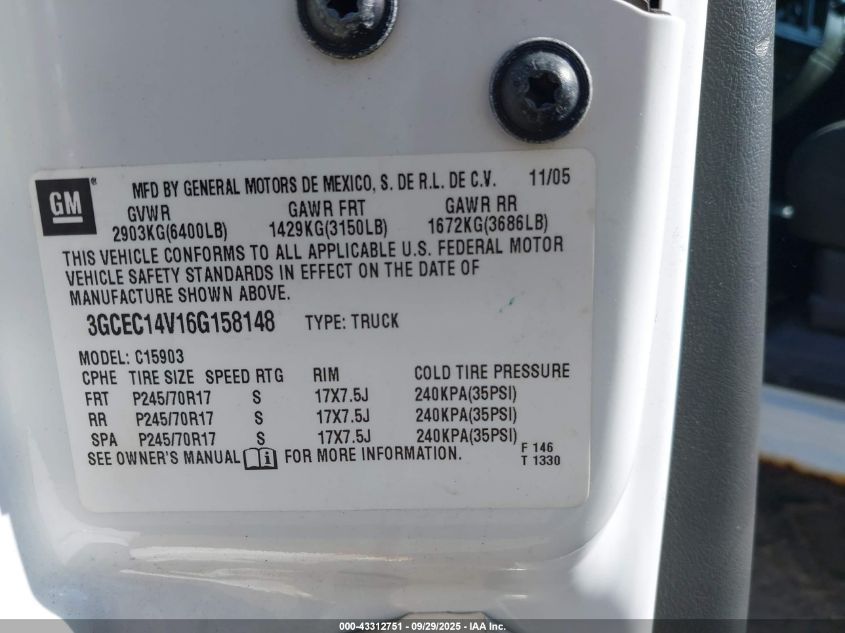 GM ® MFD BY GENERAL MOTORS DE MEXICO, S. DE R.L. DE C.V. 11/05
GVWR GAWR FRT GAWR RR
2903KG(6400LB) 1429KG(3150LB) 1672KG(3686LB)
THIS VEHICLE CONFORMS TO ALL APPLICABLE U.S. FEDERAL MOTOR
VEHICLE SAFETY STANDARDS IN EFFECT ON THE DATE OF
MANUFACTURE SHOWN ABOVE.
3GCEC14V16G158148 TYPE: TRUCK
MODEL: C15903
CPHE TIRE SIZE SPEED RTG RIM COLD TIRE PRESSURE
FRT P245/70R17 S 17X7.5J 240KPA(35PSI)
RR P245/70R17 S 17X7.5J 240KPA(35PSI)
SPA P245/70R17 S 17X7.5J 240KPA(35PSI)
SEE OWNER'S MANUAL i FOR MORE INFORMATION.
F 146
T 1330
000-43312751 - 09/29/2025 - IAA Inc.